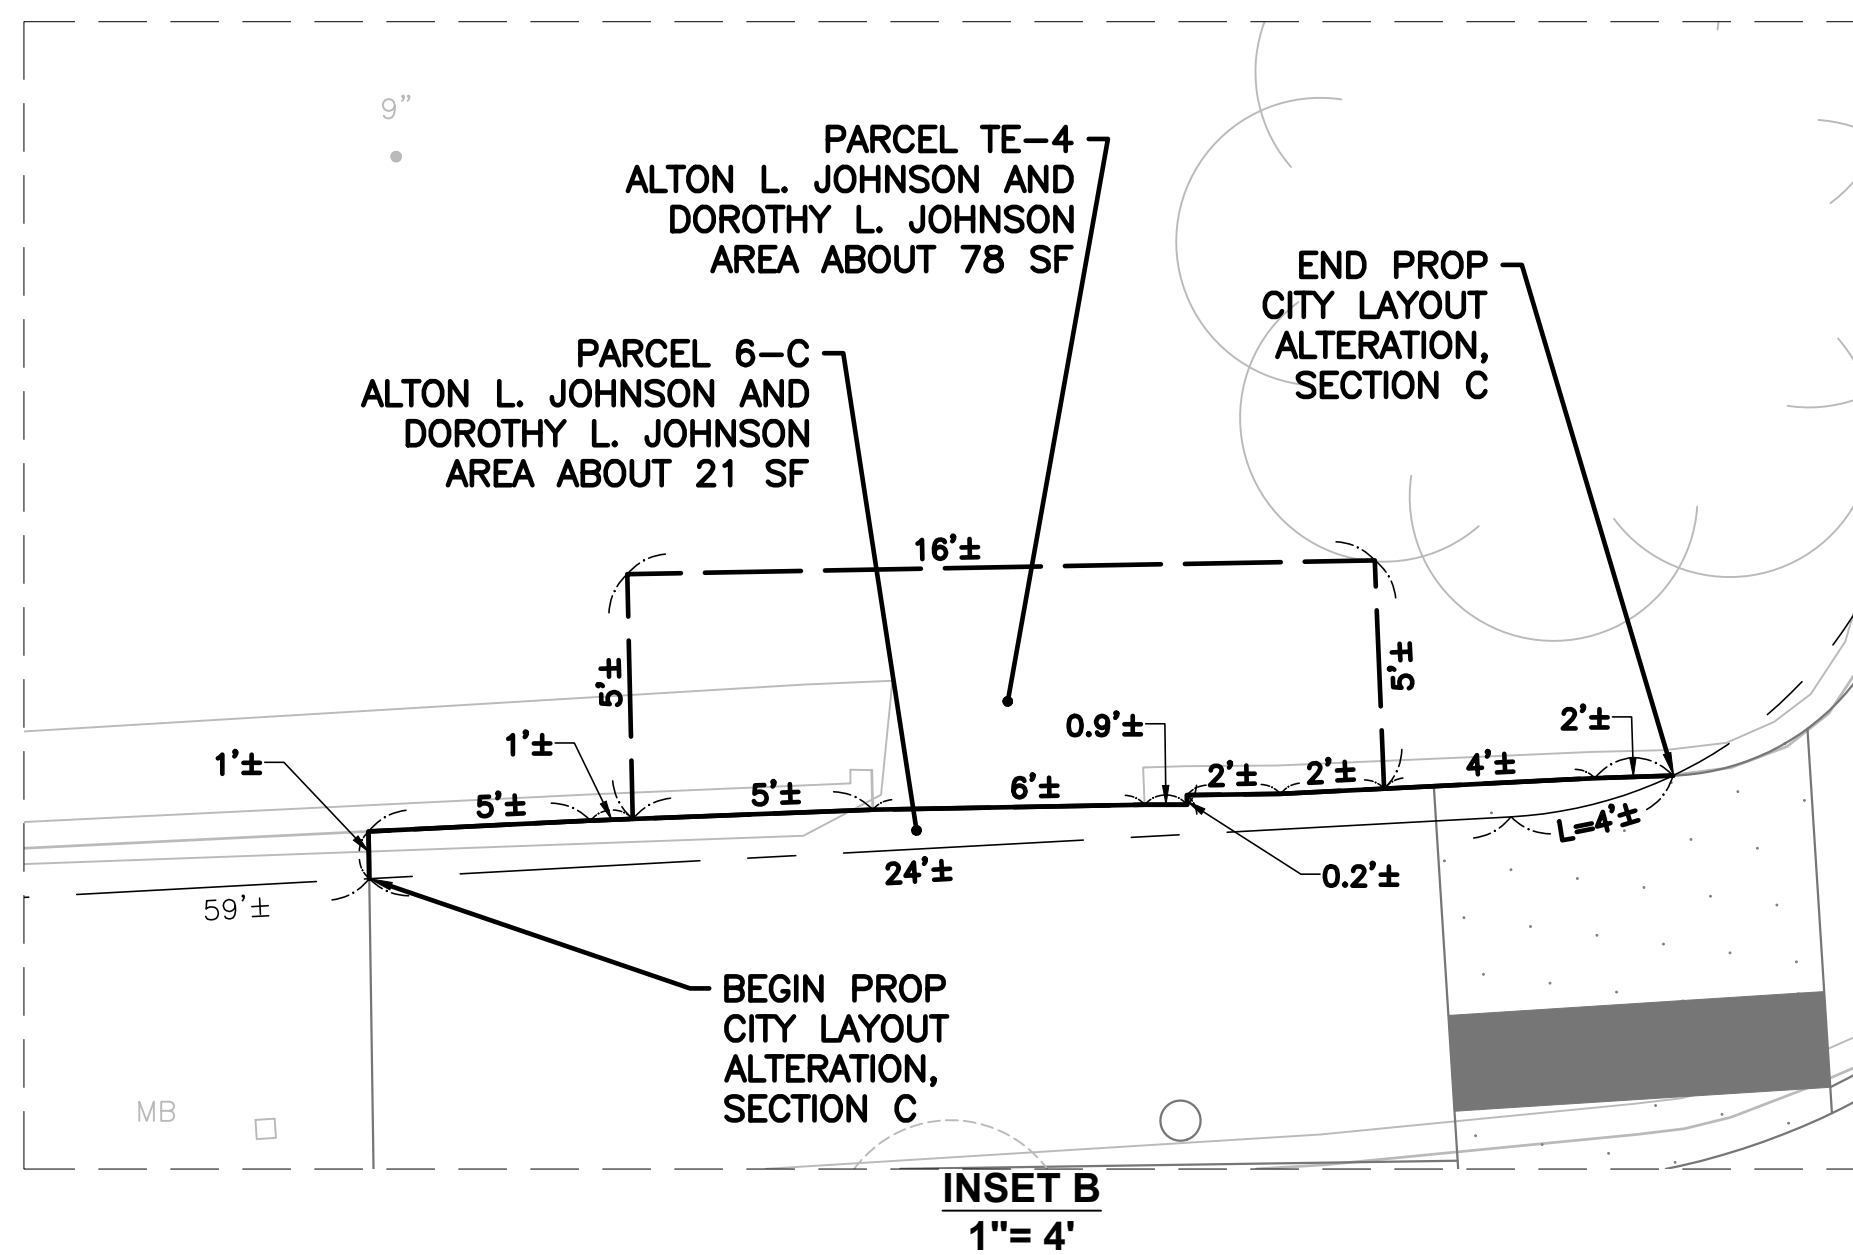 9”
PARCEL TE-4
ALTON L. JOHNSON AND
DOROTHY L. JOHNSON
AREA ABOUT 78 SF
END PROP
CITY LAYOUT
ALTERATION,
SECTION C
PARCEL 6-C
ALTON L. JOHNSON AND
DOROTHY L. JOHNSON
AREA ABOUT 21 SF
16'±
5'±
5'±
1'±
1'±
0.9'±
2'±
5'±
5'±
6'±
2'±
2'±
4'±
L=4'±
24'±
0.2'±
59'±
BEGIN PROP
CITY LAYOUT
ALTERATION,
SECTION C
MB
INSET B
1"= 4'